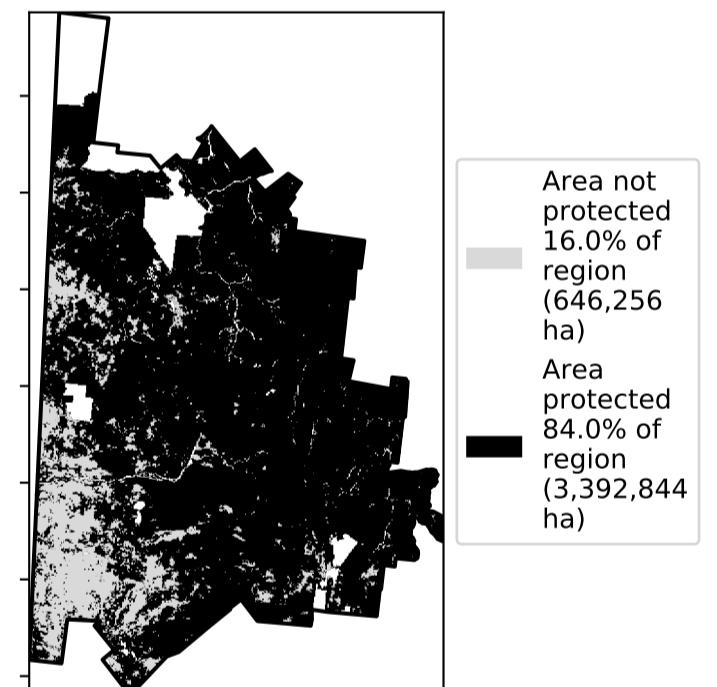 Area not
protected
16.0% of
region
(646,256
ha)
Area
protected
84.0% of
region
(3,392,844
ha)